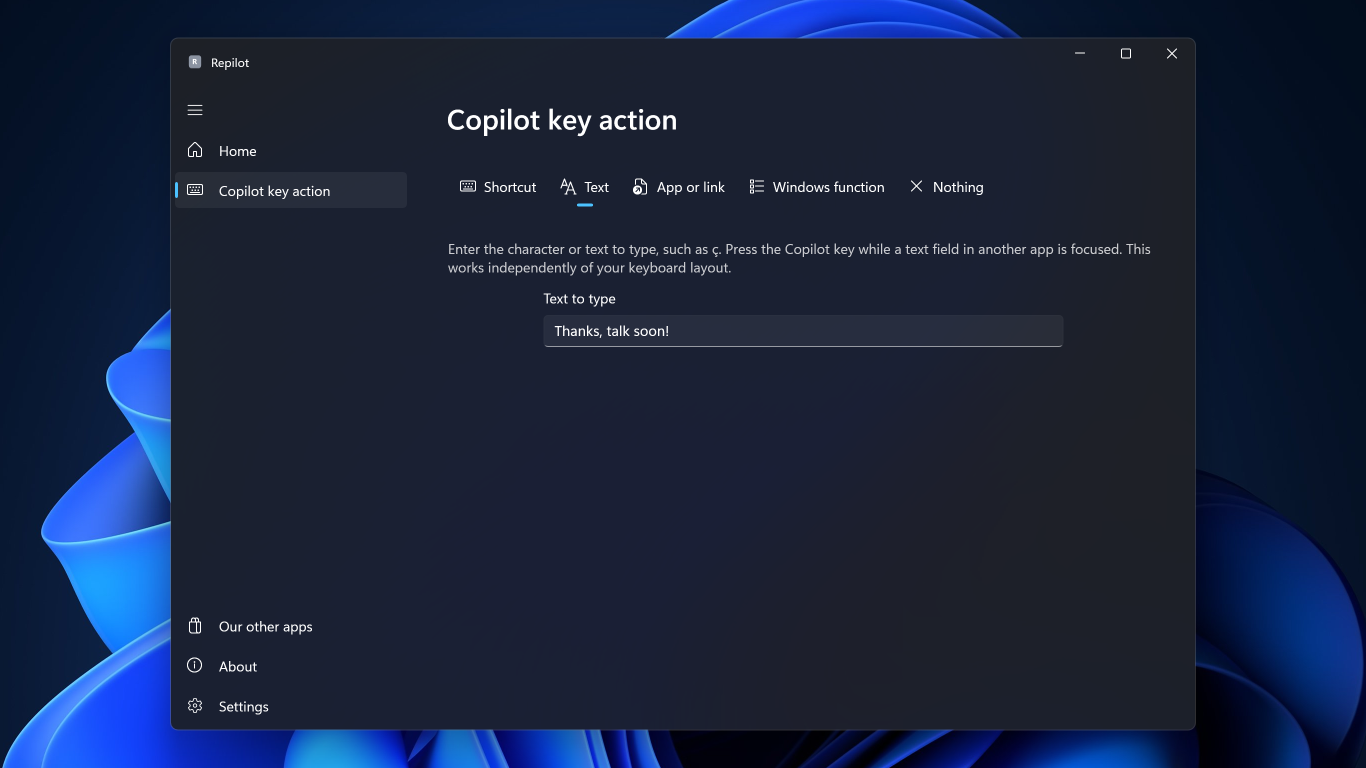 R
Repilot
Home
Copilot key action
Our other apps
About
Settings
Copilot key action
Shortcut
Text
App or link
Windows function
Nothing
Enter the character or text to type, such as ç. Press the Copilot key while a text field in another app is focused. This
works independently of your keyboard layout.
Text to type
Thanks, talk soon!